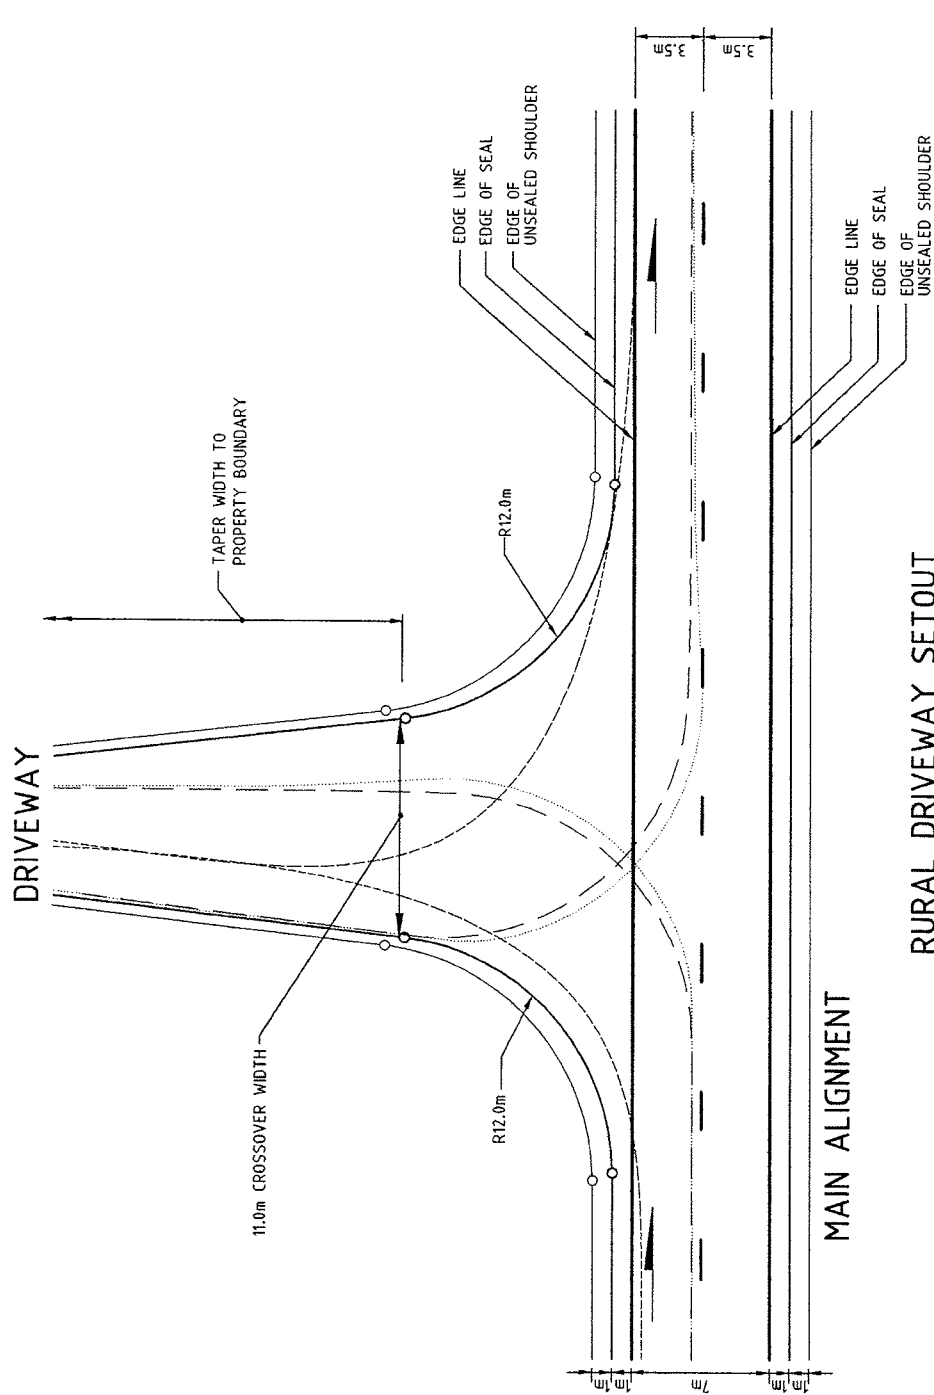 DRIVEWAY
TAPER WIDTH TO
PROPERTY BOUNDARY
11.0m CROSSOVER WIDTH
R12.0m
R12.0m
EDGE LINE
EDGE OF SEAL
EDGE OF
UNSEALED SHOULDER
3.5m
3.5m
1m
1m
7m
1m
1m
EDGE LINE
EDGE OF SEAL
EDGE OF
UNSEALED SHOULDER
MAIN ALIGNMENT
RURAL DRIVEWAY SETOUT